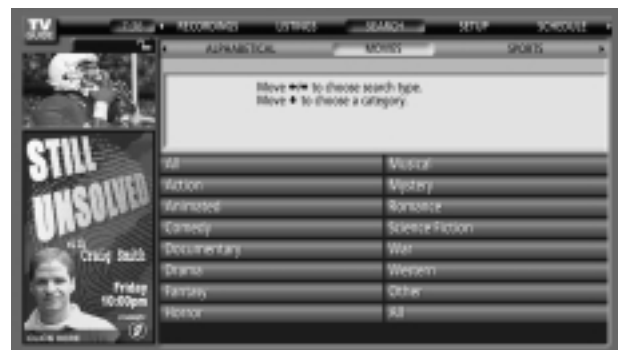 TV
GUIDE
RECORDINGS LISTINGS SEARCH SETUP SCHEDULE
ALPHABETICAL MOVIES SPORTS
Move to choose search type.
Move to choose a category.
STILL
UNSOLVED
with
Craig Smith
Friday
10:00pm
All Musical
Action Mystery
Animated Romance
Comedy Science Fiction
Documentary War
Drama Western
Fantasy Other
Horror All